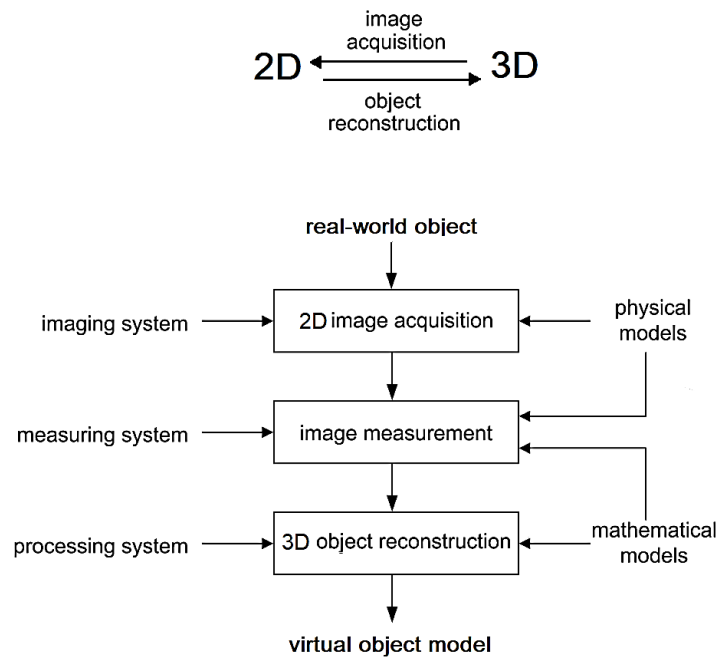 image
acquisition
2D 3D
object
reconstruction
real-world object
imaging system 2D image acquisition physical
models
measuring system image measurement
processing system 3D object reconstruction mathematical
models
virtual object model